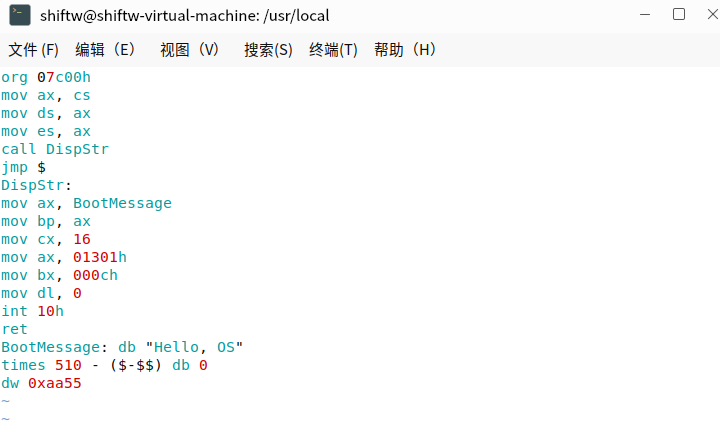 shiftw@shiftw-virtual-machine: /usr/local
文件 (F) 编辑（E） 视图（V） 搜索(S) 终端(T) 帮助（H）
org 07c00h
mov ax, cs
mov ds, ax
mov es, ax
call DispStr
jmp $
DispStr:
mov ax, BootMessage
mov bp, ax
mov cx, 16
mov ax, 01301h
mov bx, 000ch
mov dl, 0
int 10h
ret
BootMessage: db "Hello, OS"
times 510 - ($-$$) db 0
dw 0xaa55
~
~